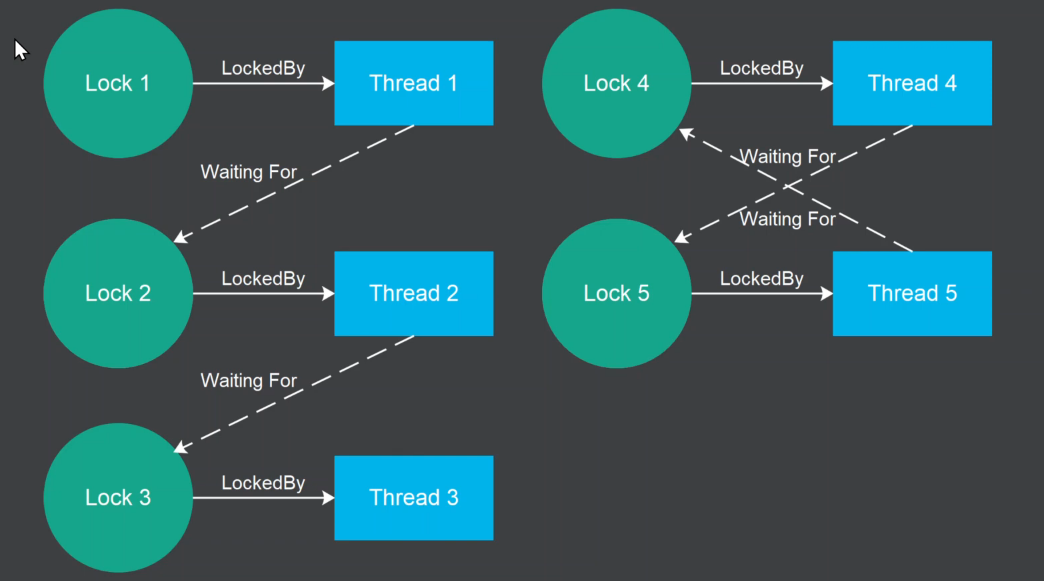 Lock 1
LockedBy
Thread 1
Waiting For
Lock 2
LockedBy
Thread 2
Waiting For
Lock 3
LockedBy
Thread 3
Lock 4
LockedBy
Thread 4
Waiting For
Waiting For
Lock 5
LockedBy
Thread 5